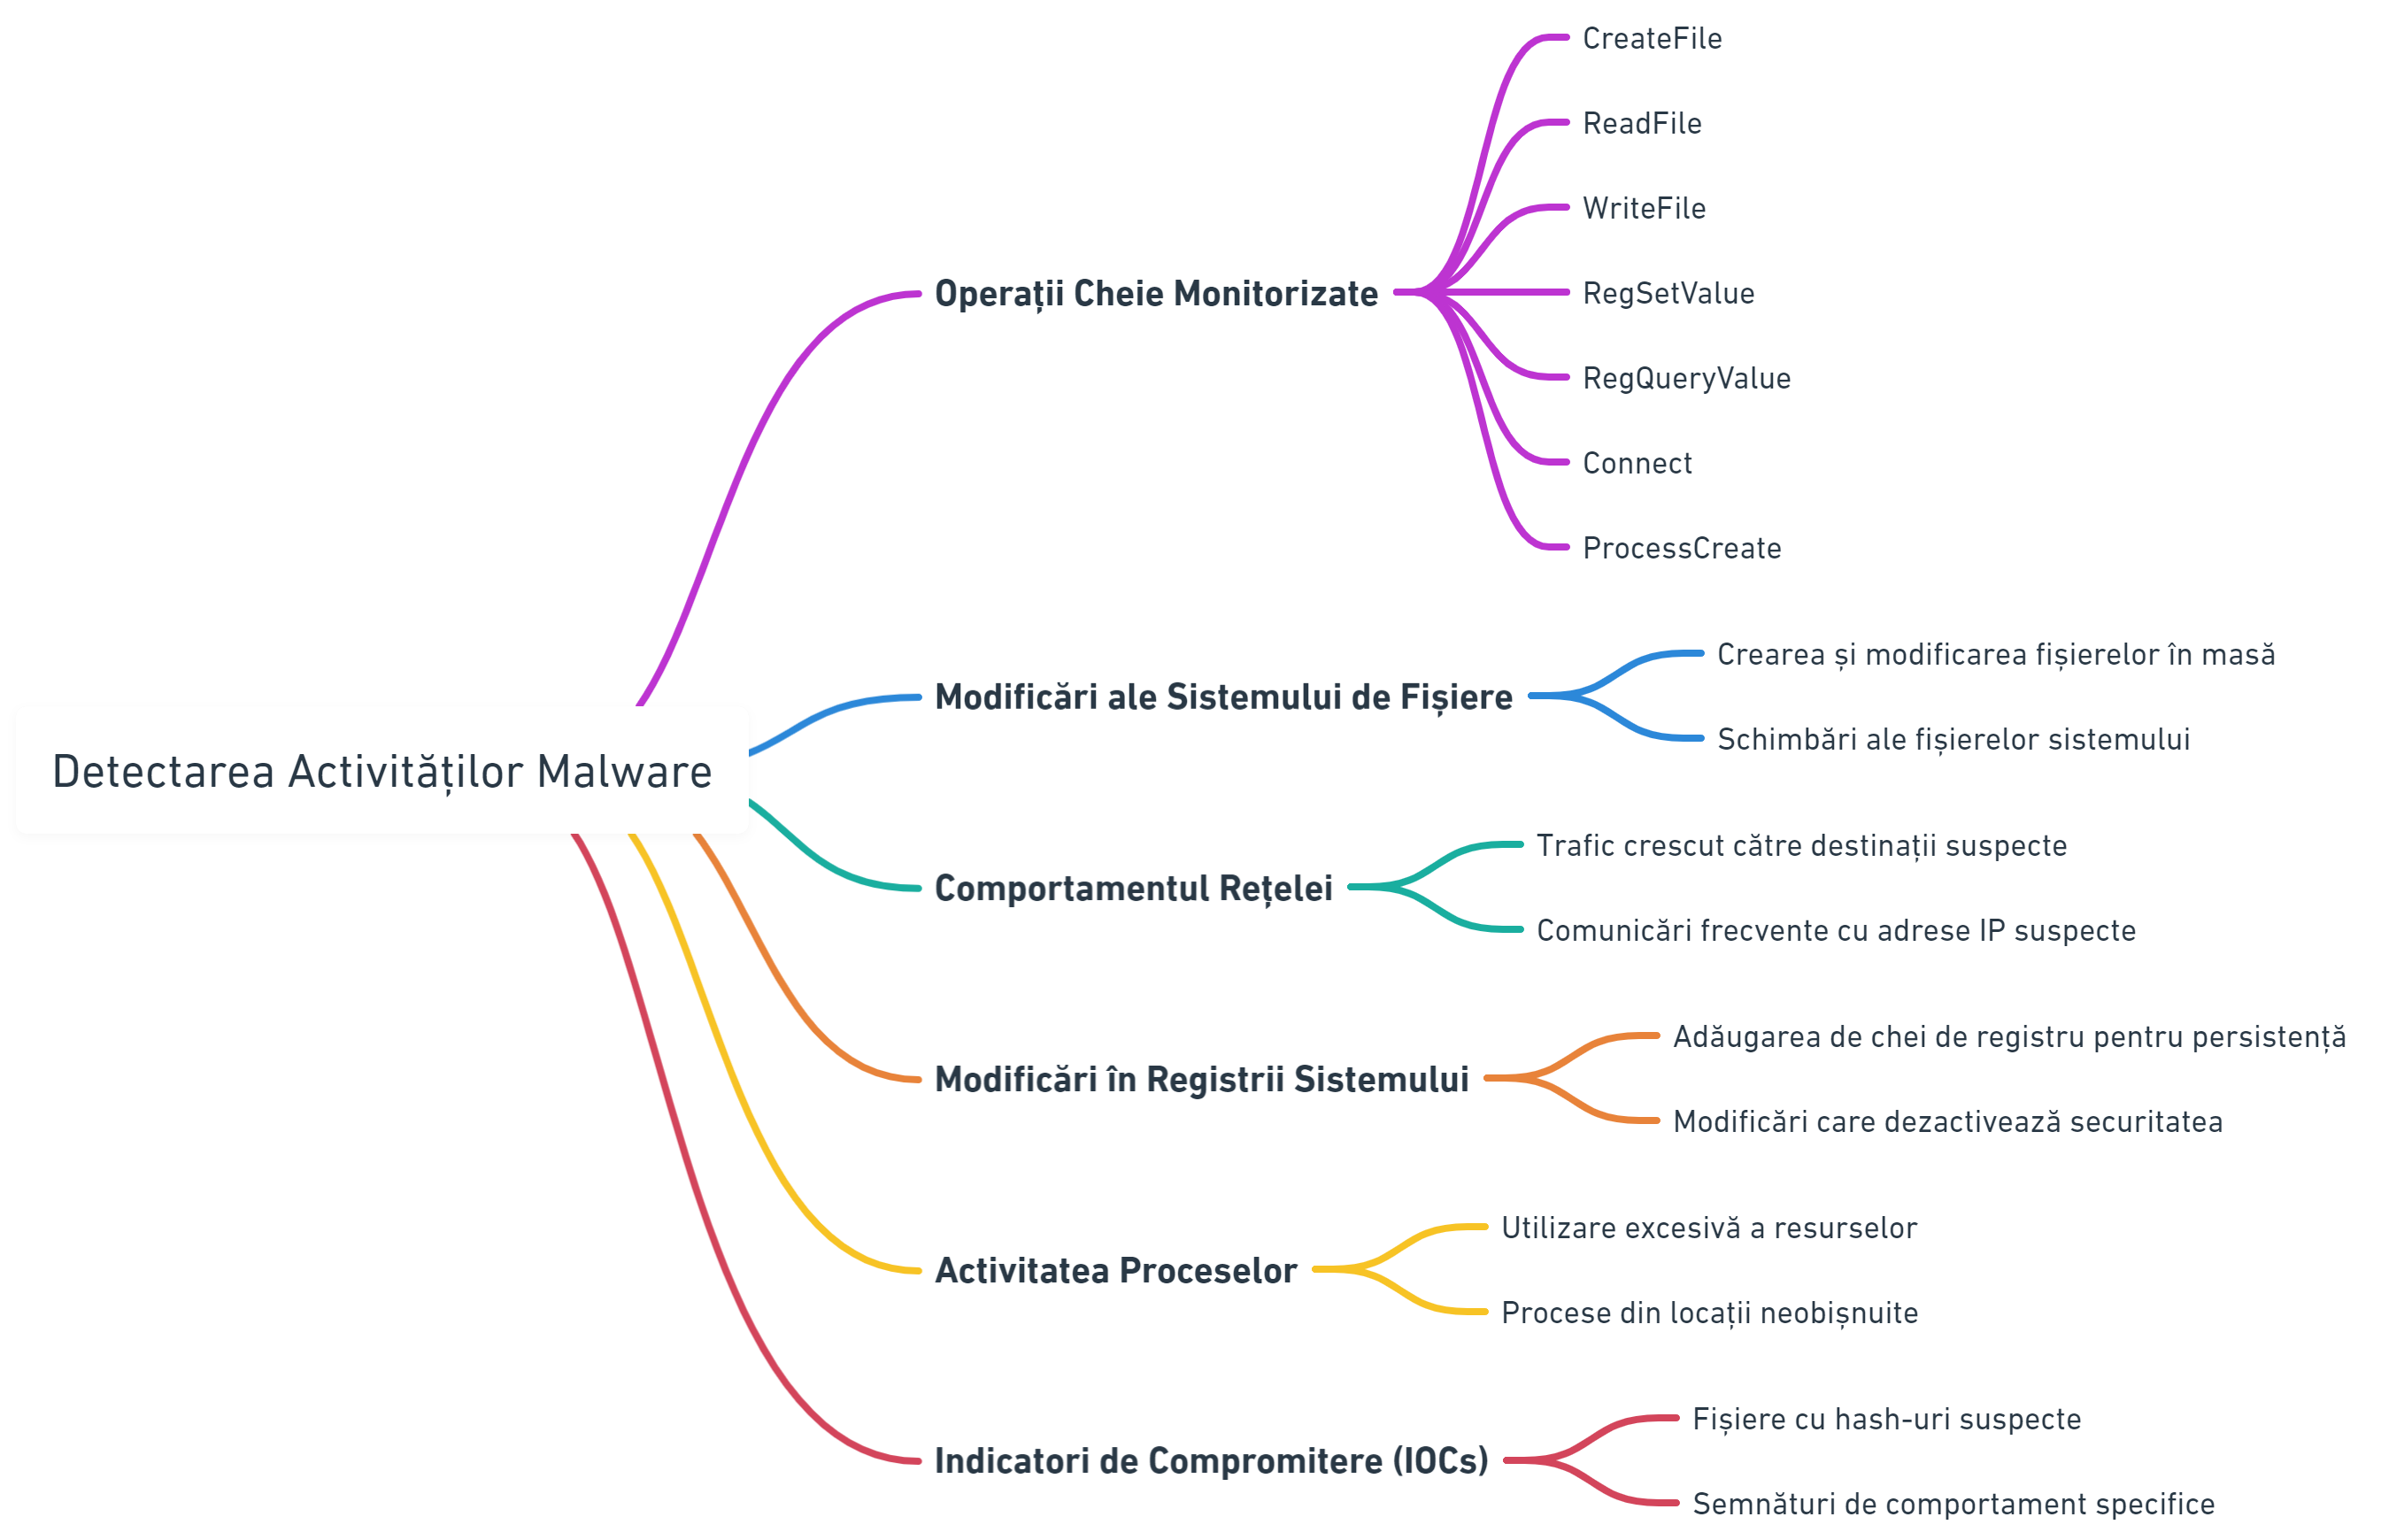 Detectarea Activităților Malware
Operații Cheie Monitorizate
CreateFile
ReadFile
WriteFile
RegSetValue
RegQueryValue
Connect
ProcessCreate
Modificări ale Sistemului de Fișiere
Crearea și modificarea fișierelor în masă
Schimbări ale fișierelor sistemului
Comportamentul Rețelei
Trafic crescut către destinații suspecte
Comunicări frecvente cu adrese IP suspecte
Modificări în Registrii Sistemului
Adăugarea de chei de registru pentru persistență
Modificări care dezactivează securitatea
Activitatea Proceselor
Utilizare excesivă a resurselor
Procese din locații neobișnuite
Indicatori de Compromitere (IOCs)
Fișiere cu hash-uri suspecte
Semnături de comportament specifice